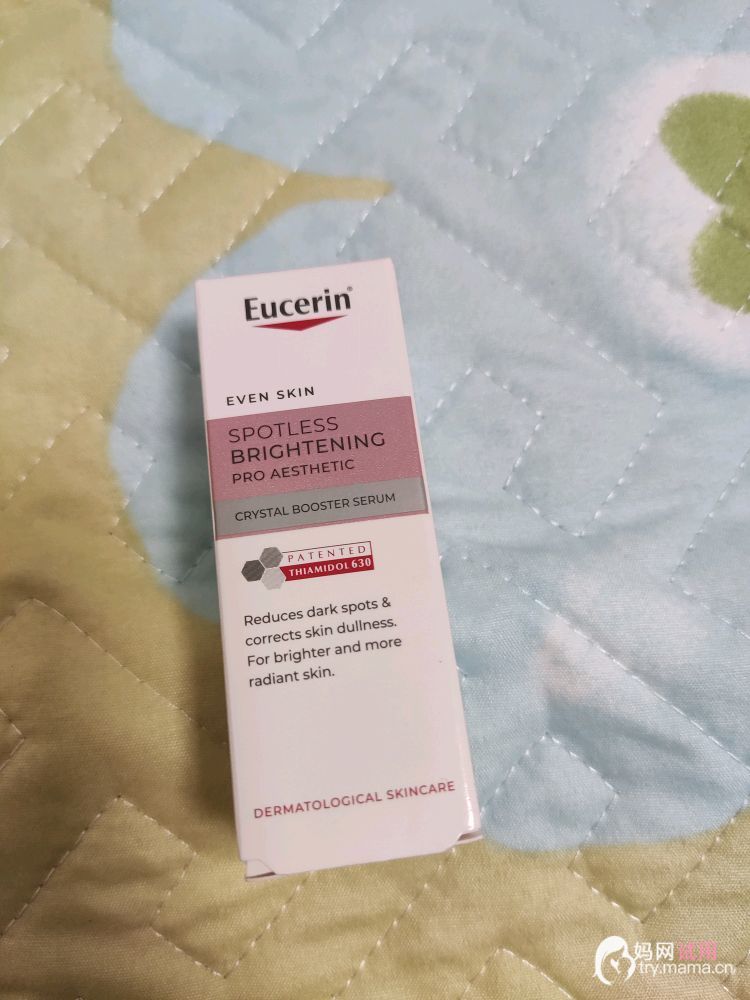 Eucerin®
EVEN SKIN
SPOTLESS
BRIGHTENING
PRO AESTHETIC
CRYSTAL BOOSTER SERUM
PATENTED
THIAMIDOL 630
Reduces dark spots &
corrects skin dullness.
For brighter and more
radiant skin.
DERMATOLOGICAL SKINCARE
妈网试用
try.mama.cn